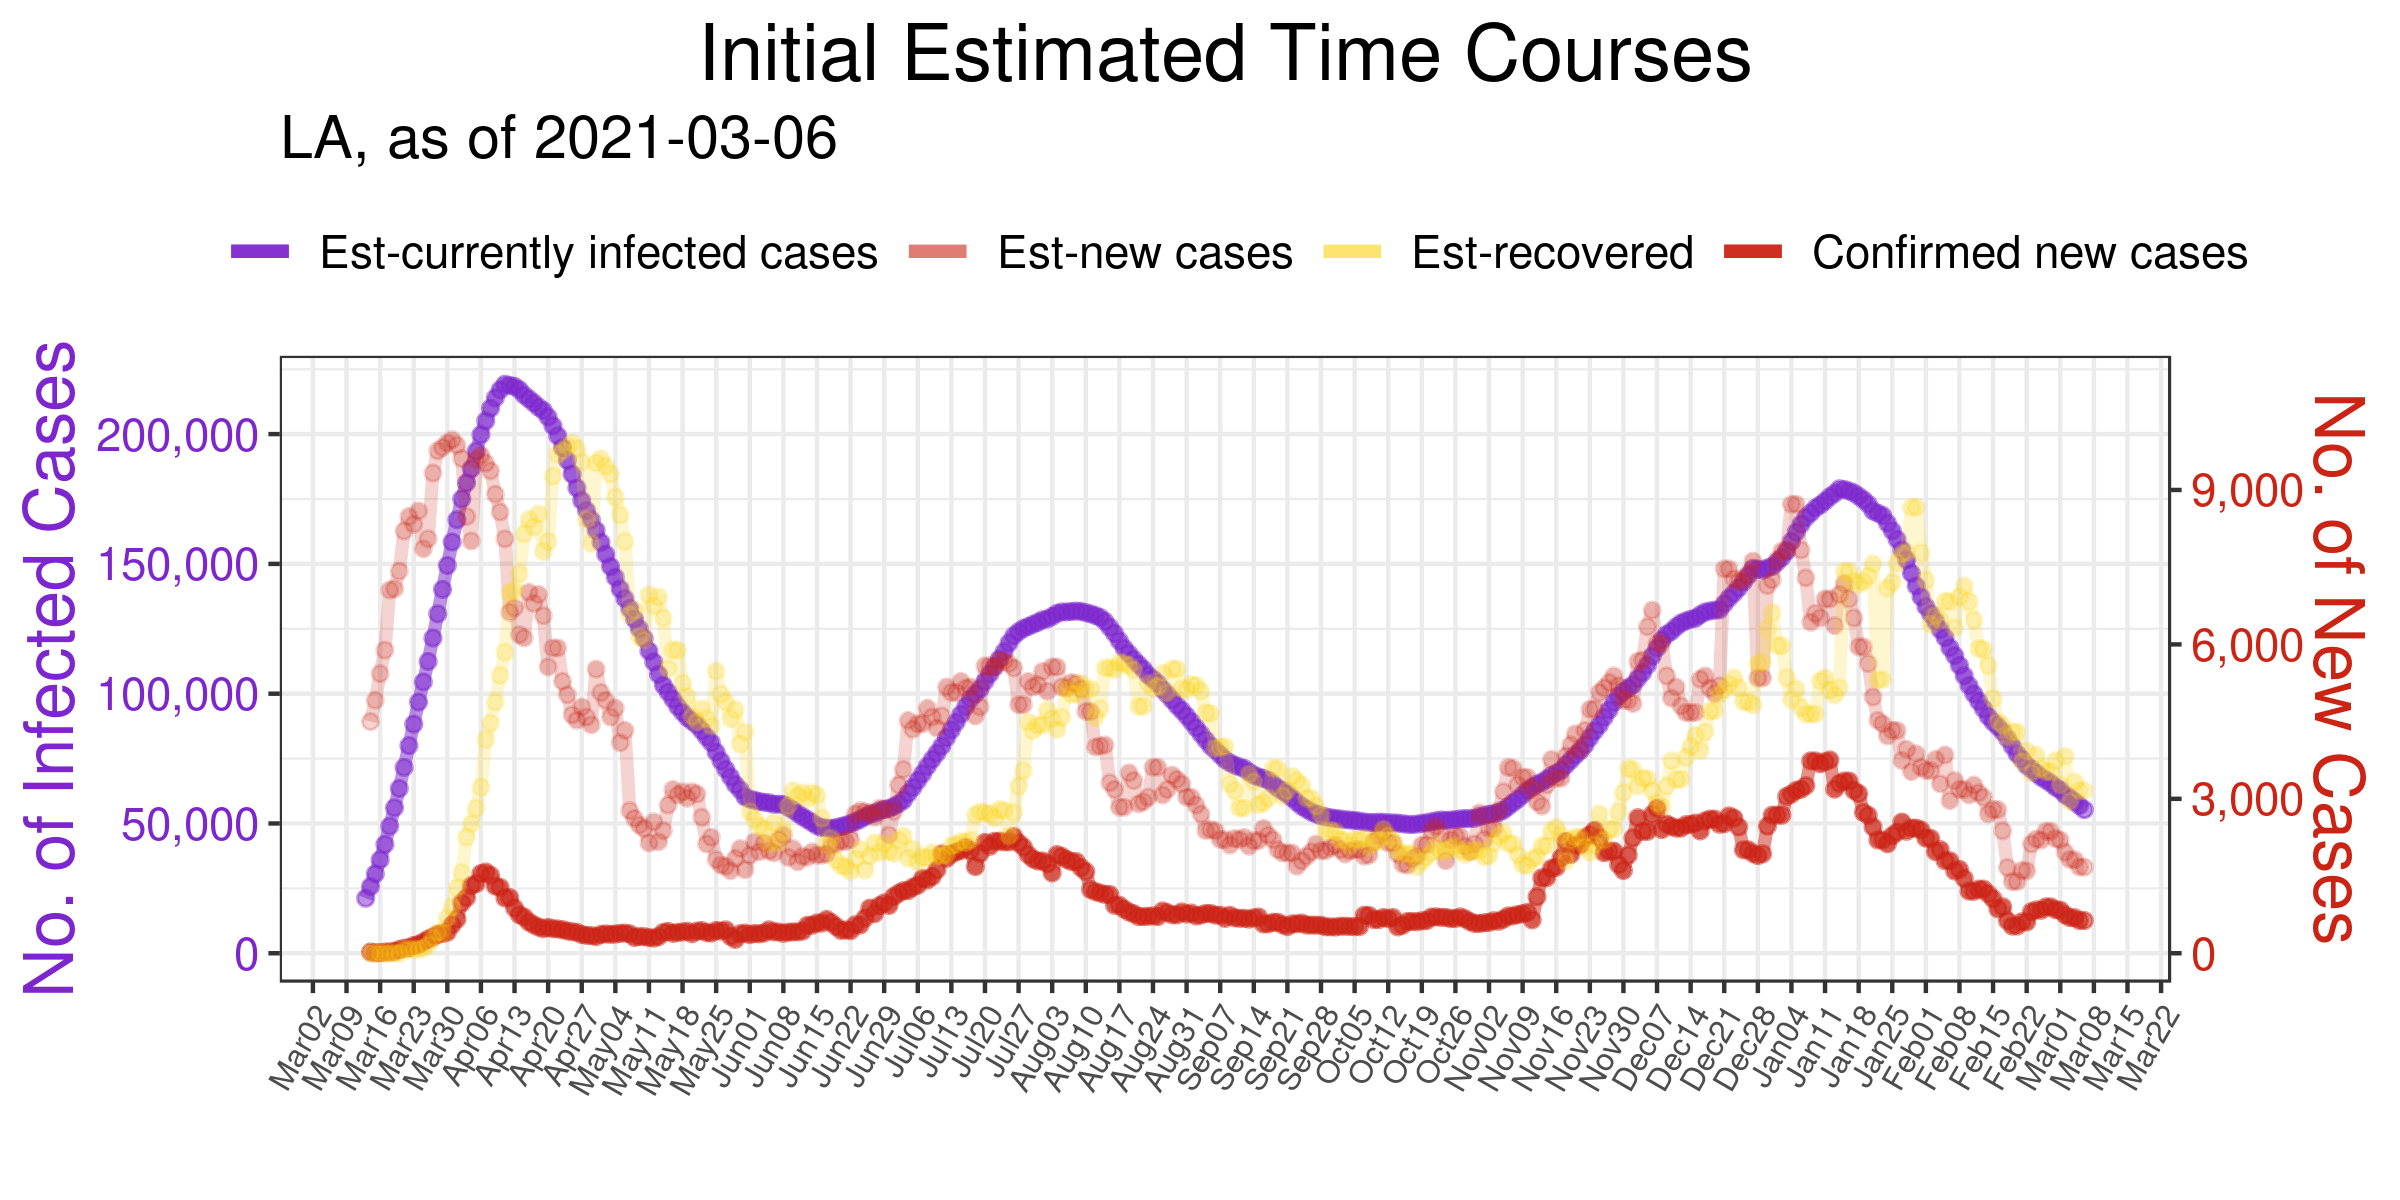 Initial Estimated Time Courses
LA, as of 2021-03-06
Est-currently infected cases
Est-new cases
Est-recovered
Confirmed new cases
No. of Infected Cases
200,000
150,000
100,000
50,000
0
9,000
6,000
3,000
0
No. of New Cases
Mar02
Mar09
Mar16
Mar23
Mar30
Apr06
Apr13
Apr20
Apr27
May04
May11
May18
May25
Jun01
Jun08
Jun15
Jun22
Jun29
Jul06
Jul13
Jul20
Jul27
Aug03
Aug10
Aug17
Aug24
Aug31
Sep07
Sep14
Sep21
Sep28
Oct05
Oct12
Oct19
Oct26
Nov02
Nov09
Nov16
Nov23
Nov30
Dec07
Dec14
Dec21
Dec28
Jan04
Jan11
Jan18
Jan25
Feb01
Feb08
Feb15
Feb22
Mar01
Mar08
Mar15
Mar22